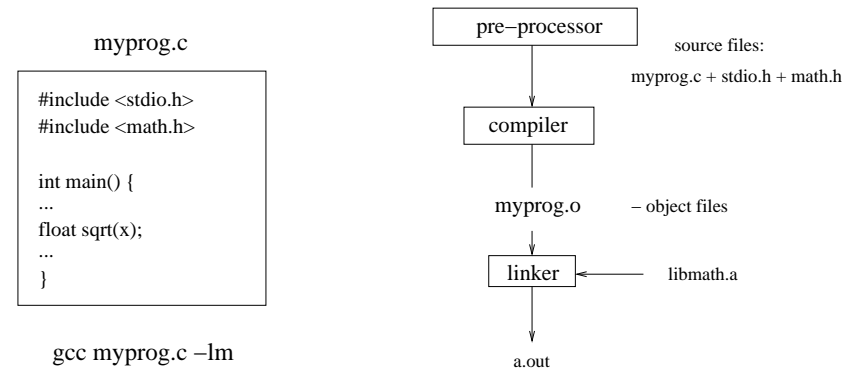 myprog.c
#include <stdio.h>
#include <math.h>
int main() {
...
float sqrt(x);
...
}
gcc myprog.c −lm
pre−processor
source files:
myprog.c + stdio.h + math.h
compiler
myprog.o
− object files
linker
libmath.a
a.out